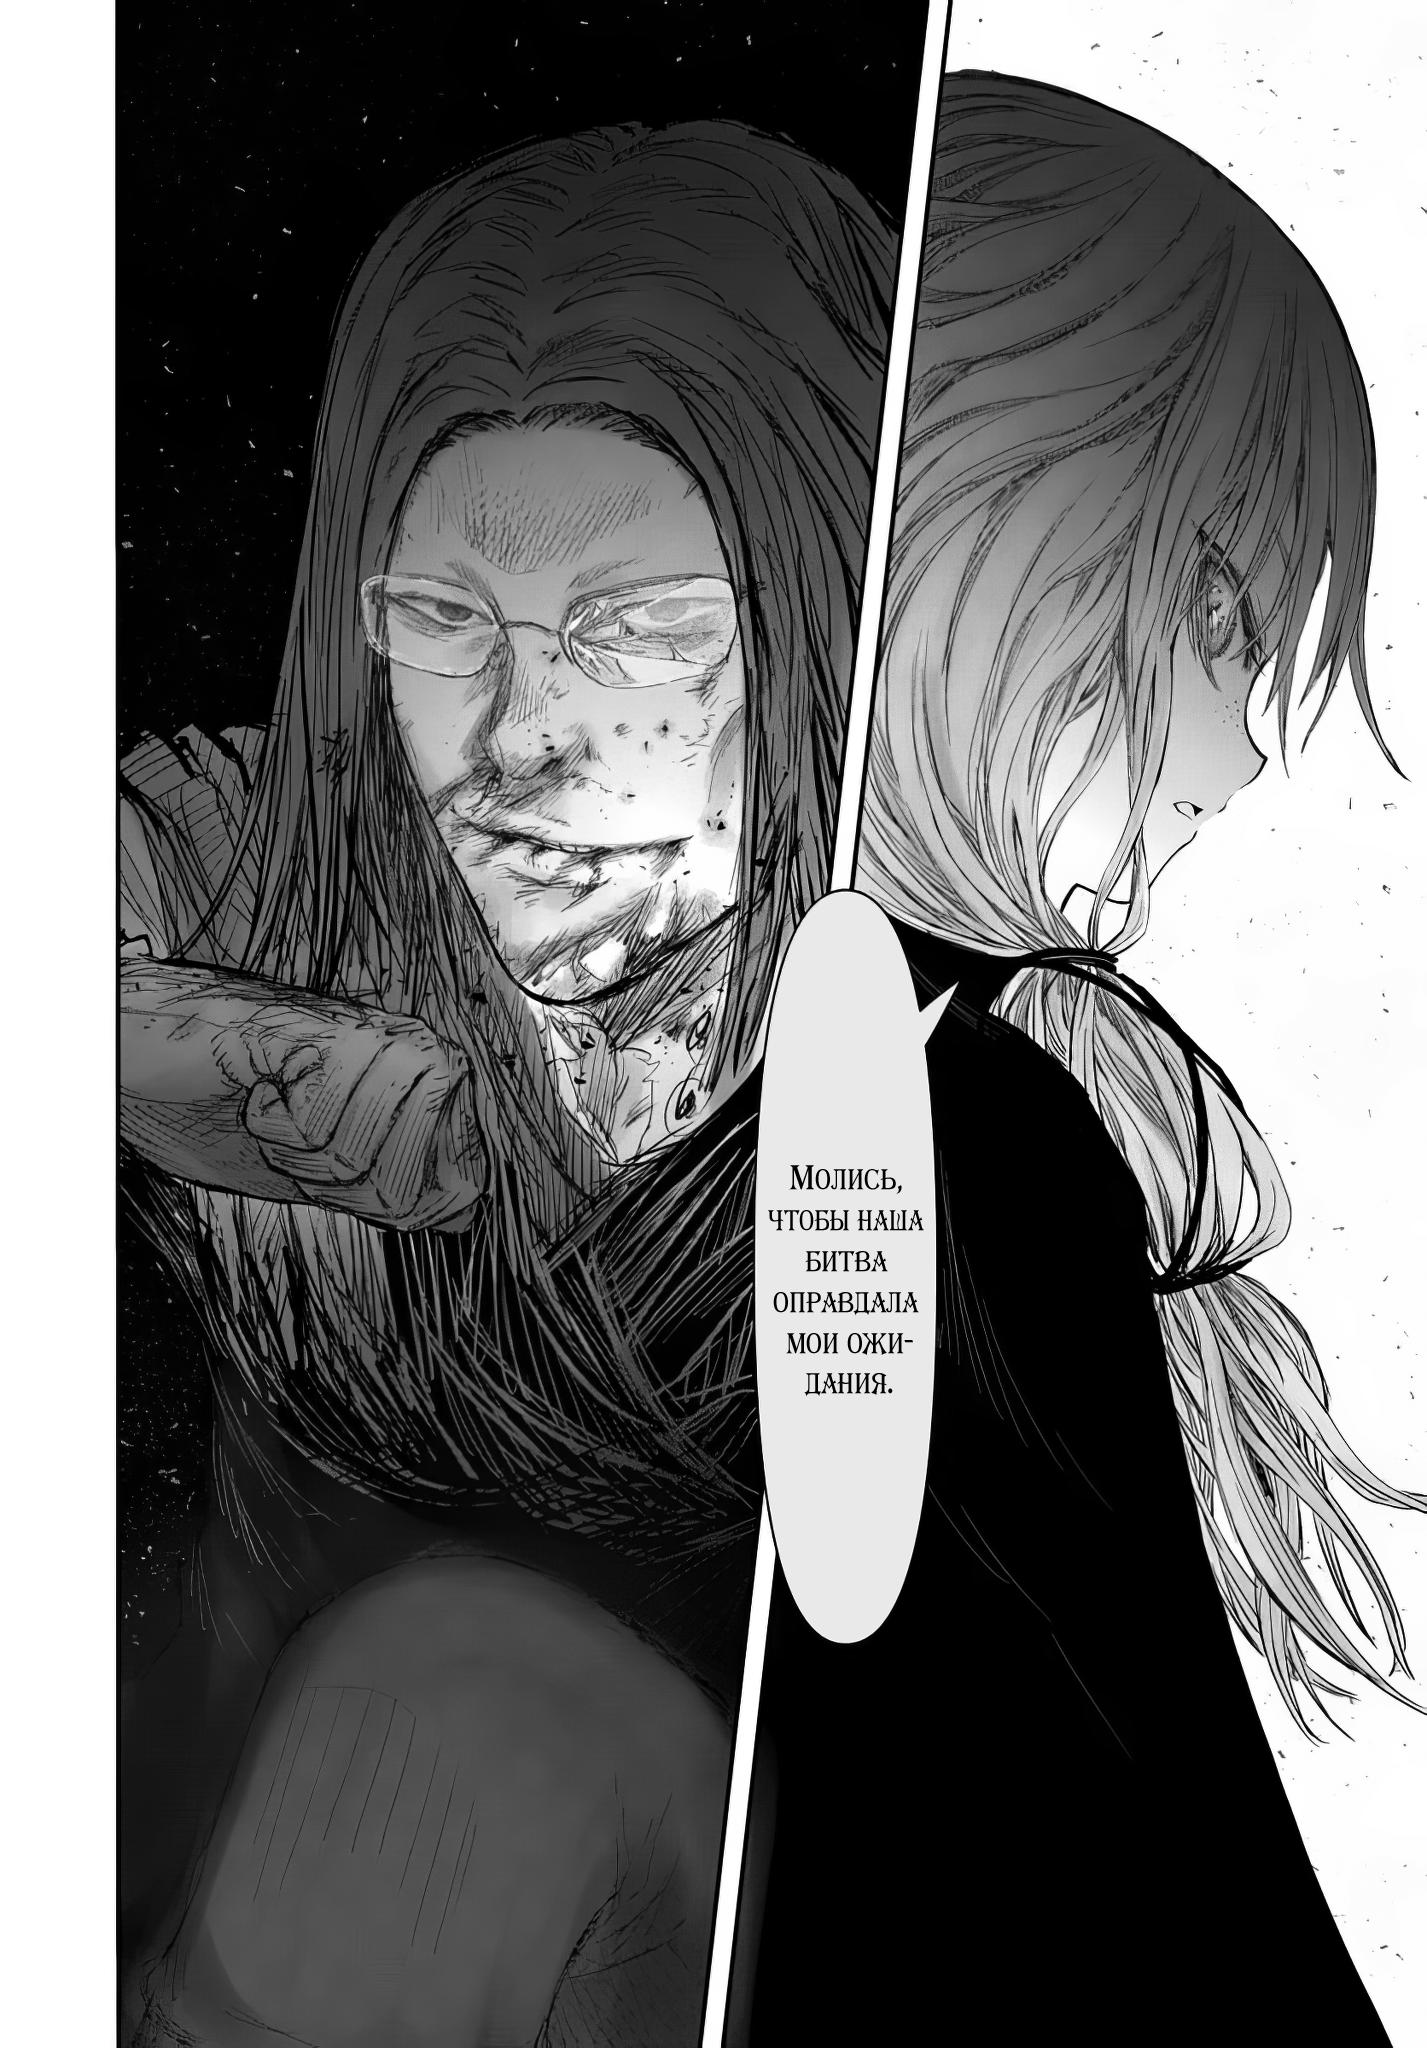 Молись,
чтобы наша
битва
оправдала
мои ожи-
дания.